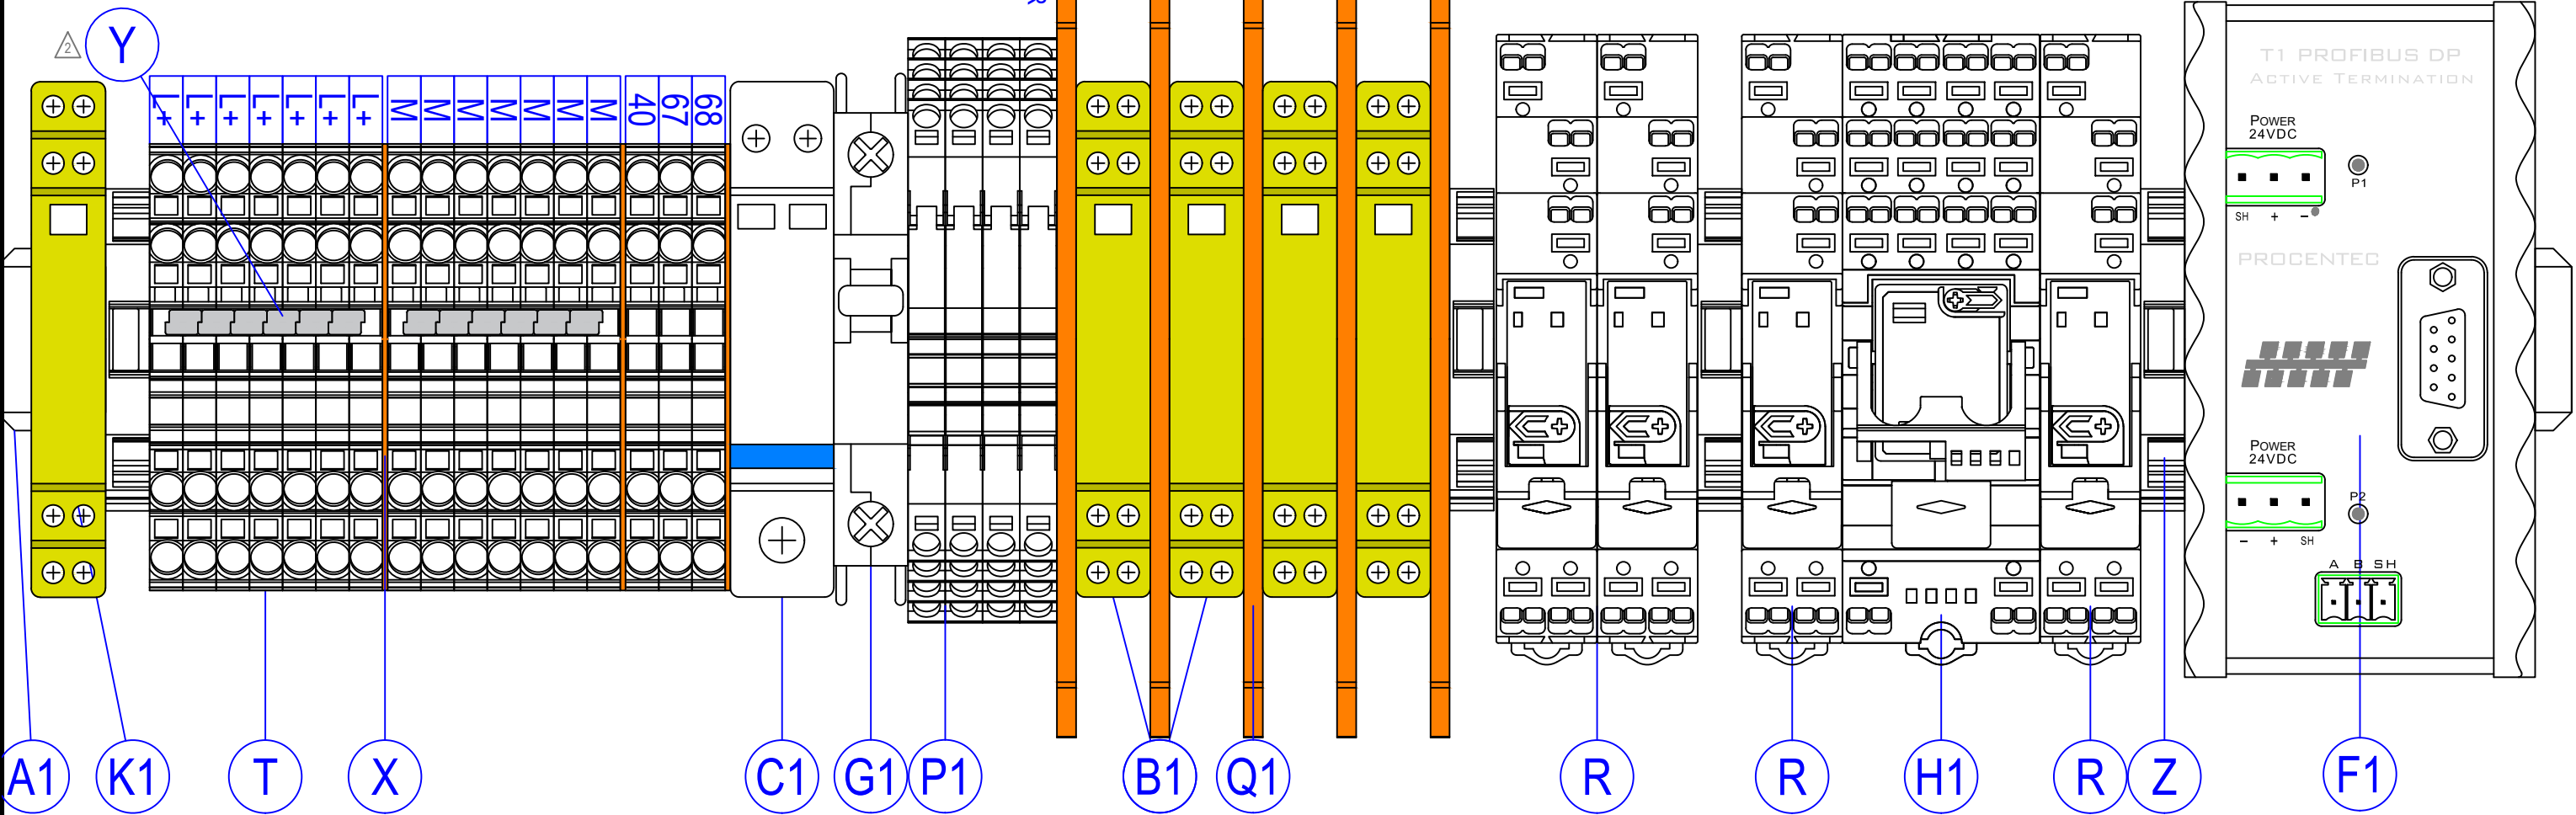 2
Y
L+ L+ L+ L+ L+ L+ L+ M M M M M M M 40 67 68
T1 PROFIBUS DP
ACTIVE TERMINATION
POWER
24VDC
P1
SH + -
PROCENTEC
POWER
24VDC
P2
- + SH
A B SH
A1 K1 T X C1 G1 P1 B1 Q1 R R H1 R Z F1